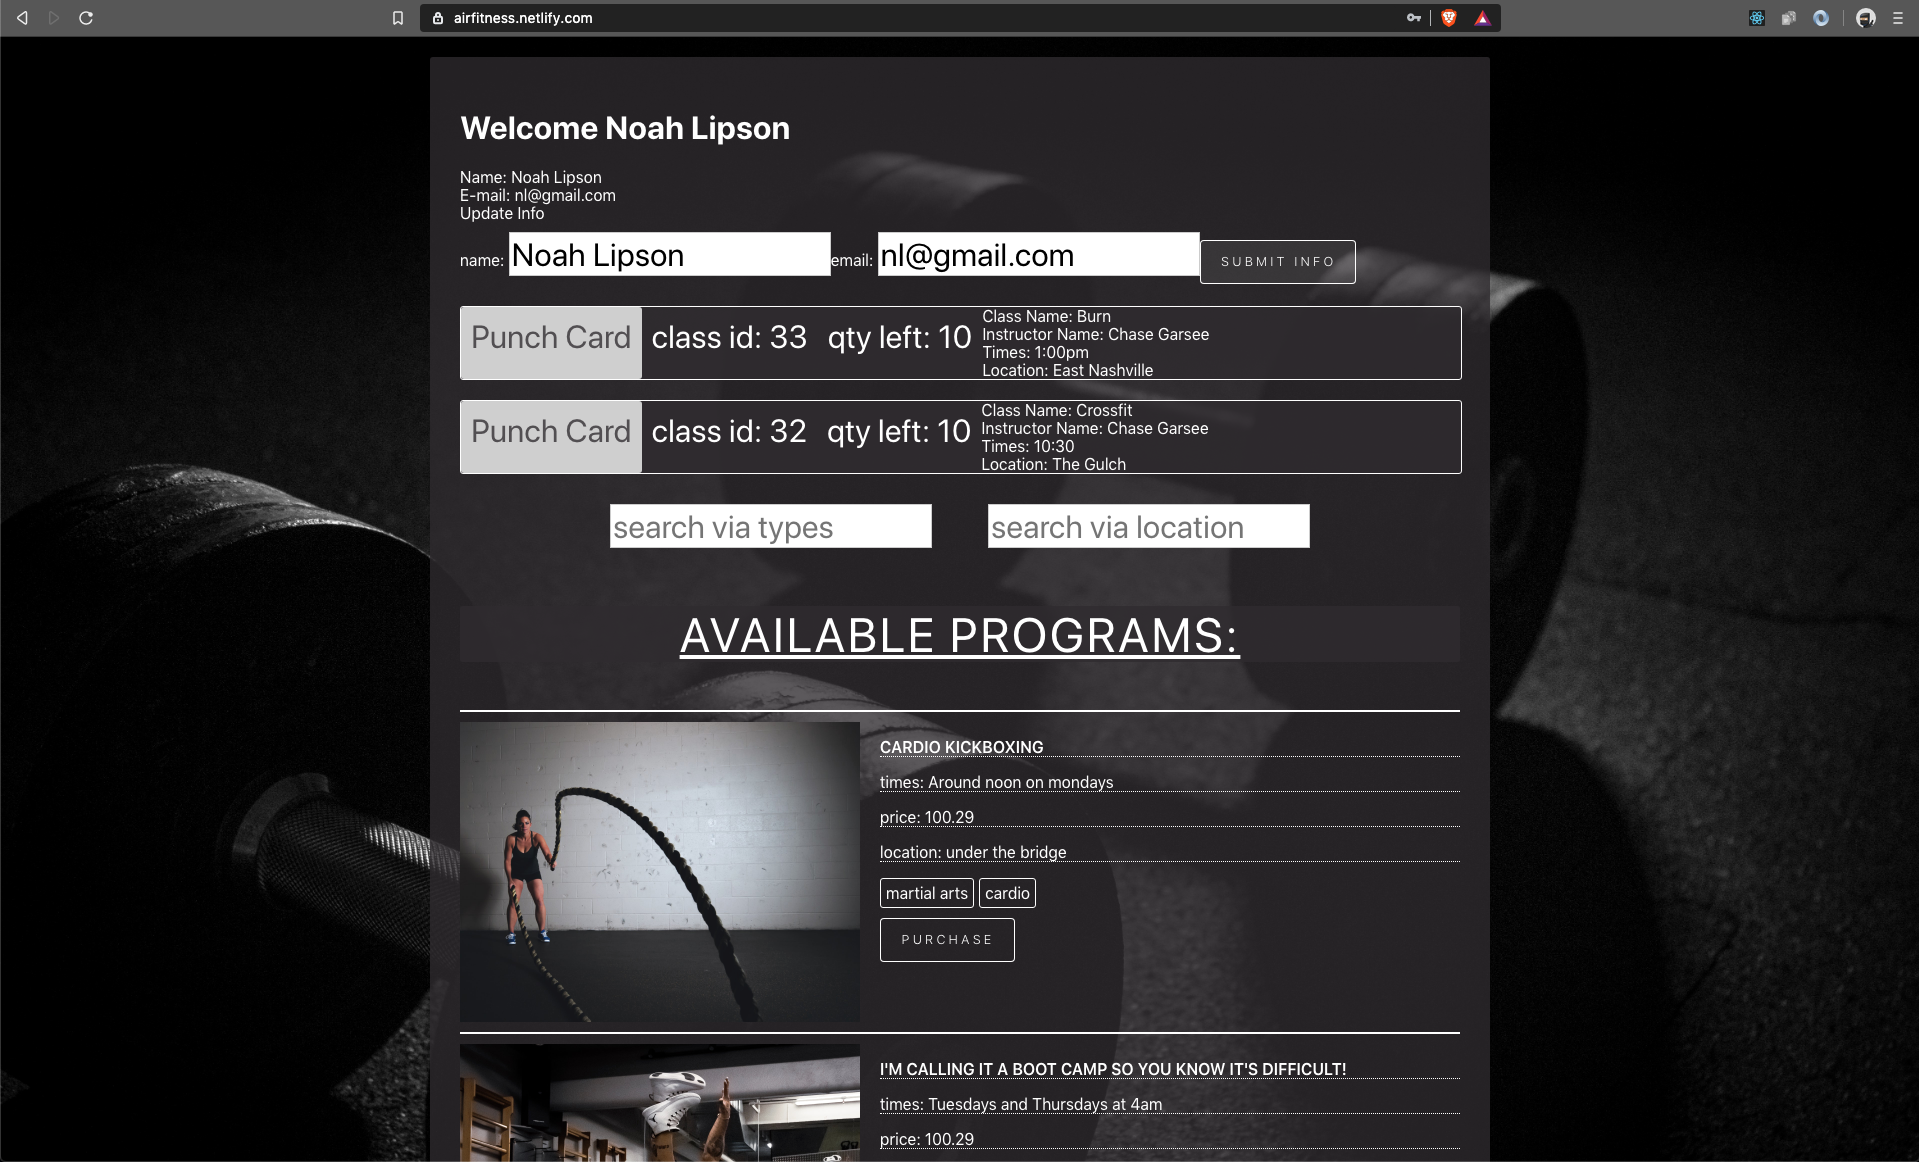 airfitness.netlify.com
Welcome Noah Lipson
Name: Noah Lipson
E-mail: nl@gmail.com
Update Info
name: Noah Lipson email: nl@gmail.com SUBMIT INFO
Punch Card class id: 33 qty left: 10
Class Name: Burn
Instructor Name: Chase Garsee
Times: 1:00pm
Location: East Nashville
Punch Card class id: 32 qty left: 10
Class Name: Crossfit
Instructor Name: Chase Garsee
Times: 10:30
Location: The Gulch
search via types search via location
AVAILABLE PROGRAMS:
CARDIO KICKBOXING
times: Around noon on mondays
price: 100.29
location: under the bridge
martial arts cardio
PURCHASE
I'M CALLING IT A BOOT CAMP SO YOU KNOW IT'S DIFFICULT!
times: Tuesdays and Thursdays at 4am
price: 100.29